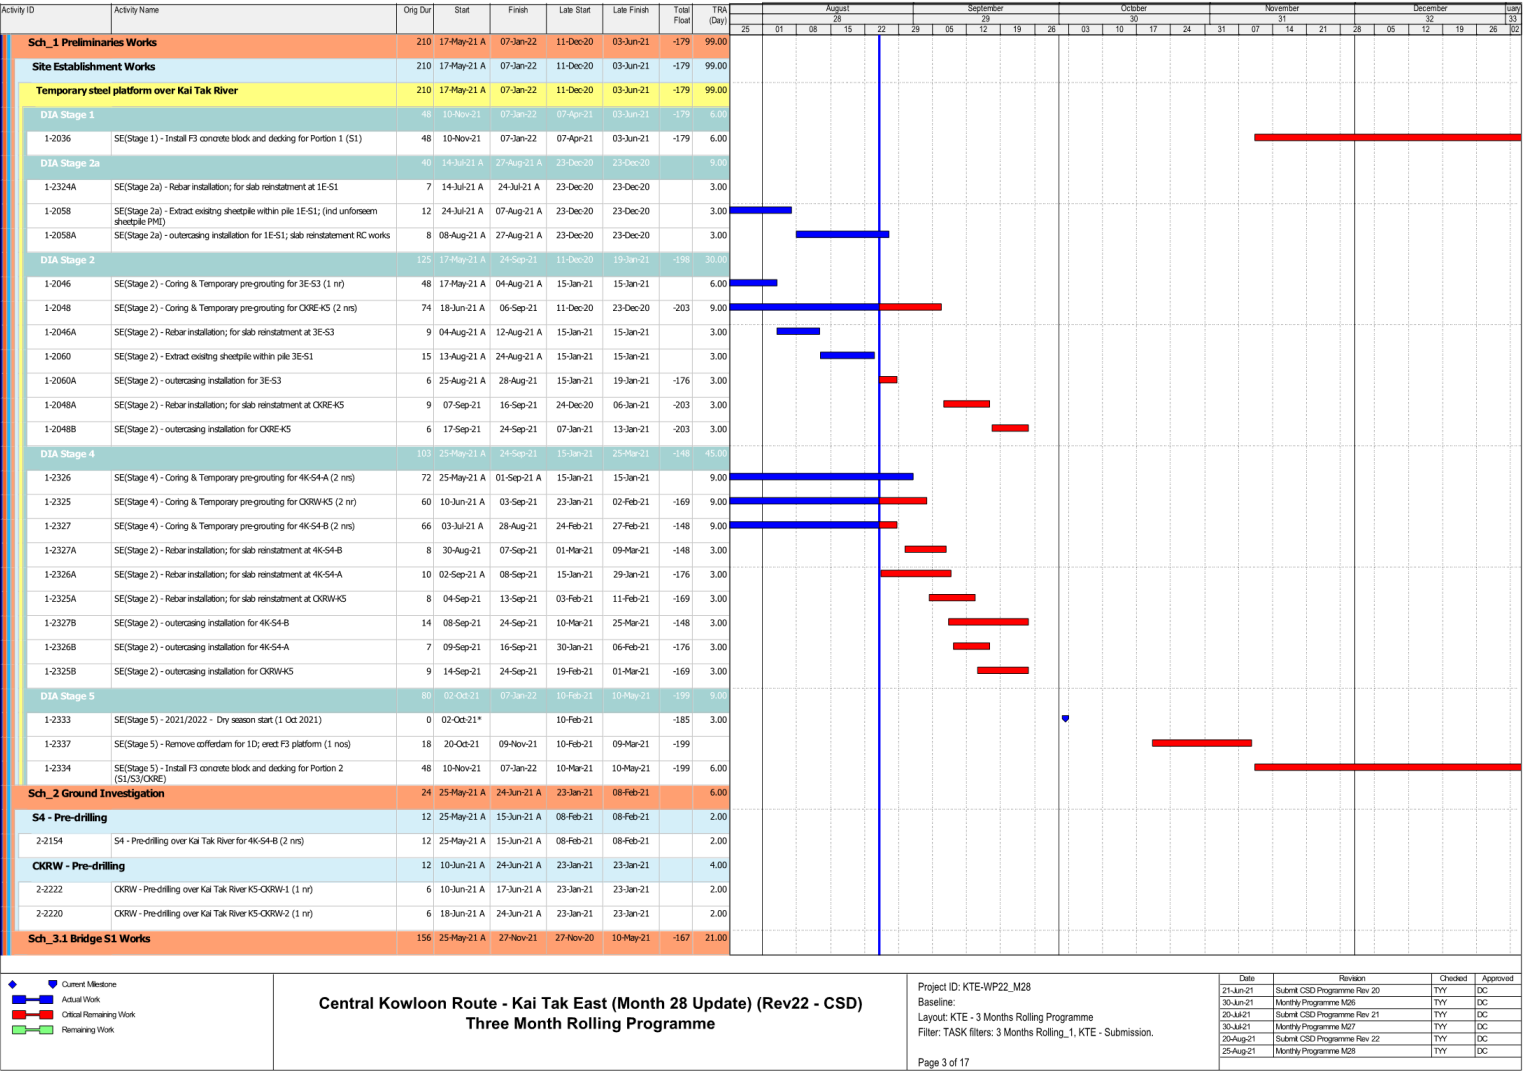 Activity ID Activity Name Orig Dur Start Finish Late Start Late Finish Total Float TRA (Day) August September October November December uary
28 29 30 31 32 33
25 01 08 15 22 29 05 12 19 26 03 10 17 24 31 07 14 21 28 05 12 19 26 02
Sch_1 Preliminaries Works 210 17-May-21 A 07-Jan-22 11-Dec-20 03-Jun-21 -179 99.00
Site Establishment Works 210 17-May-21 A 07-Jan-22 11-Dec-20 03-Jun-21 -179 99.00
Temporary steel platform over Kai Tak River 210 17-May-21 A 07-Jan-22 11-Dec-20 03-Jun-21 -179 99.00
DIA Stage 1 48 10-Nov-21 07-Jan-22 07-Apr-21 03-Jun-21 -179 6.00
1-2036 SE(Stage 1) - Install F3 concrete block and decking for Portion 1 (S1) 48 10-Nov-21 07-Jan-22 07-Apr-21 03-Jun-21 -179 6.00
DIA Stage 2a 40 14-Jul-21 A 27-Aug-21 A 23-Dec-20 23-Dec-20 9.00
1-2324A SE(Stage 2a) - Rebar installation; for slab reinstatment at 1E-S1 7 14-Jul-21 A 24-Jul-21 A 23-Dec-20 23-Dec-20 3.00
1-2058 SE(Stage 2a) - Extract exisitng sheetpile within pile 1E-S1; (ind unforseem sheetpile PMI) 12 24-Jul-21 A 07-Aug-21 A 23-Dec-20 23-Dec-20 3.00
1-2058A SE(Stage 2a) - outercasing installation for 1E-S1; slab reinstatement RC works 8 08-Aug-21 A 27-Aug-21 A 23-Dec-20 23-Dec-20 3.00
DIA Stage 2 125 17-May-21 A 24-Sep-21 11-Dec-20 19-Jan-21 -198 30.00
1-2046 SE(Stage 2) - Coring & Temporary pre-grouting for 3E-S3 (1 nr) 48 17-May-21 A 04-Aug-21 A 15-Jan-21 15-Jan-21 6.00
1-2048 SE(Stage 2) - Coring & Temporary pre-grouting for CKRE-K5 (2 nrs) 74 18-Jun-21 A 06-Sep-21 11-Dec-20 23-Dec-20 -203 9.00
1-2046A SE(Stage 2) - Rebar installation; for slab reinstatment at 3E-S3 9 04-Aug-21 A 12-Aug-21 A 15-Jan-21 15-Jan-21 3.00
1-2060 SE(Stage 2) - Extract exisitng sheetpile within pile 3E-S1 15 13-Aug-21 A 24-Aug-21 A 15-Jan-21 15-Jan-21 3.00
1-2060A SE(Stage 2) - outercasing installation for 3E-S3 6 25-Aug-21 A 28-Aug-21 15-Jan-21 19-Jan-21 -176 3.00
1-2048A SE(Stage 2) - Rebar installation; for slab reinstatment at CKRE-K5 9 07-Sep-21 16-Sep-21 24-Dec-20 06-Jan-21 -203 3.00
1-2048B SE(Stage 2) - outercasing installation for CKRE-K5 6 17-Sep-21 24-Sep-21 07-Jan-21 13-Jan-21 -203 3.00
DIA Stage 4 103 25-May-21 A 24-Sep-21 15-Jan-21 25-Mar-21 -148 45.00
1-2326 SE(Stage 4) - Coring & Temporary pre-grouting for 4K-S4-A (2 nrs) 72 25-May-21 A 01-Sep-21 A 15-Jan-21 15-Jan-21 9.00
1-2325 SE(Stage 4) - Coring & Temporary pre-grouting for CKRW-K5 (2 nr) 60 10-Jun-21 A 03-Sep-21 23-Jan-21 02-Feb-21 -169 9.00
1-2327 SE(Stage 4) - Coring & Temporary pre-grouting for 4K-S4-B (2 nrs) 66 03-Jul-21 A 28-Aug-21 24-Feb-21 27-Feb-21 -148 9.00
1-2327A SE(Stage 2) - Rebar installation; for slab reinstatment at 4K-S4-B 8 30-Aug-21 07-Sep-21 01-Mar-21 09-Mar-21 -148 3.00
1-2326A SE(Stage 2) - Rebar installation; for slab reinstatment at 4K-S4-A 10 02-Sep-21 A 08-Sep-21 15-Jan-21 29-Jan-21 -176 3.00
1-2325A SE(Stage 2) - Rebar installation; for slab reinstatment at CKRW-K5 8 04-Sep-21 13-Sep-21 03-Feb-21 11-Feb-21 -169 3.00
1-2327B SE(Stage 2) - outercasing installation for 4K-S4-B 14 08-Sep-21 24-Sep-21 10-Mar-21 25-Mar-21 -148 3.00
1-2326B SE(Stage 2) - outercasing installation for 4K-S4-A 7 09-Sep-21 16-Sep-21 30-Jan-21 06-Feb-21 -176 3.00
1-2325B SE(Stage 2) - outercasing installation for CKRW-K5 9 14-Sep-21 24-Sep-21 19-Feb-21 01-Mar-21 -169 3.00
DIA Stage 5 80 02-Oct-21 07-Jan-22 10-Feb-21 10-May-21 -199 9.00
1-2333 SE(Stage 5) - 2021/2022 - Dry season start (1 Oct 2021) 0 02-Oct-21* 10-Feb-21 -185 3.00
1-2337 SE(Stage 5) - Remove cofferdam for 1D; erect F3 platform (1 nos) 18 20-Oct-21 09-Nov-21 10-Feb-21 09-Mar-21 -199
1-2334 SE(Stage 5) - Install F3 concrete block and decking for Portion 2 (S1/S3/CKRE) 48 10-Nov-21 07-Jan-22 10-Mar-21 10-May-21 -199 6.00
Sch_2 Ground Investigation 24 25-May-21 A 24-Jun-21 A 23-Jan-21 08-Feb-21 6.00
S4 - Pre-drilling 12 25-May-21 A 15-Jun-21 A 08-Feb-21 08-Feb-21 2.00
2-2154 S4 - Pre-drilling over Kai Tak River for 4K-S4-B (2 nrs) 12 25-May-21 A 15-Jun-21 A 08-Feb-21 08-Feb-21 2.00
CKRW - Pre-drilling 12 10-Jun-21 A 24-Jun-21 A 23-Jan-21 23-Jan-21 4.00
2-2222 CKRW - Pre-drilling over Kai Tak River K5-CKRW-1 (1 nr) 6 10-Jun-21 A 17-Jun-21 A 23-Jan-21 23-Jan-21 2.00
2-2220 CKRW - Pre-drilling over Kai Tak River K5-CKRW-2 (1 nr) 6 18-Jun-21 A 24-Jun-21 A 23-Jan-21 23-Jan-21 2.00
Sch_3.1 Bridge S1 Works 156 25-May-21 A 27-Nov-21 27-Nov-20 10-May-21 -167 21.00
Current Milestone
Actual Work
Critical Remaining Work
Remaining Work
Central Kowloon Route - Kai Tak East (Month 28 Update) (Rev22 - CSD)
Three Month Rolling Programme
Project ID: KTE-WP22_M28
Baseline:
Layout: KTE - 3 Months Rolling Programme
Filter: TASK filters: 3 Months Rolling_1, KTE - Submission.
Page 3 of 17
Date Revision Checked Approved
21-Jun-21 Submit CSD Programme Rev 20 TYY DC
30-Jun-21 Monthly Programme M26 TYY DC
20-Jul-21 Submit CSD Programme Rev 21 TYY DC
30-Jul-21 Monthly Programme M27 TYY DC
20-Aug-21 Submit CSD Programme Rev 22 TYY DC
25-Aug-21 Monthly Programme M28 TYY DC